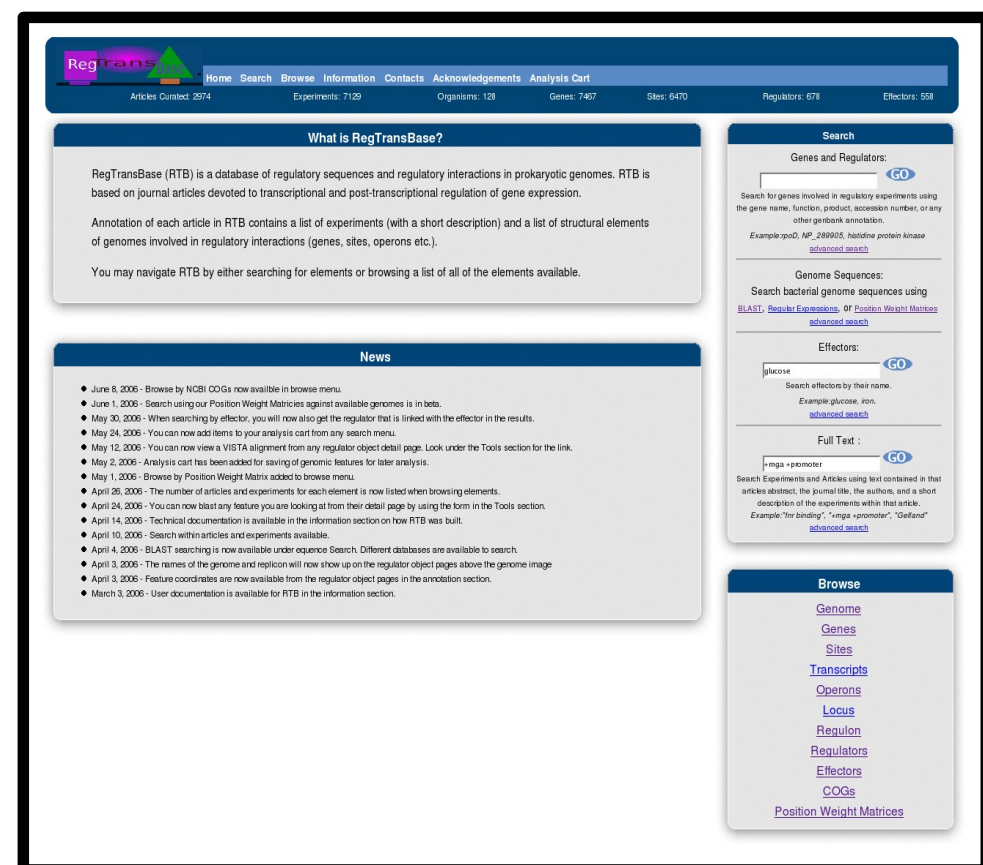 RegTransBase
Home Search Browse Information Contacts Acknowledgements Analysis Cart
Articles Curated: 2974 Experiments: 7129 Organisms: 128 Genes: 7467 Sites: 6470 Regulators: 678 Effectors: 558
What is RegTransBase?
RegTransBase (RTB) is a database of regulatory sequences and regulatory interactions in prokaryotic genomes. RTB is
based on journal articles devoted to transcriptional and post-transcriptional regulation of gene expression.
Annotation of each article in RTB contains a list of experiments (with a short description) and a list of structural elements
of genomes involved in regulatory interactions (genes, sites, operons etc.).
You may navigate RTB by either searching for elements or browsing a list of all of the elements available.
News
June 8, 2006 - Browse by NCBI COGs now availble in browse menu.
June 1, 2006 - Search using our Position Weight Matricies against available genomes is in beta.
May 30, 2006 - When searching by effector, you will now also get the regulator that is linked with the effector in the results.
May 24, 2006 - You can now add items to your analysis cart from any search menu.
May 12, 2006 - You can now view a VISTA alignment from any regulator object detail page. Look under the Tools section for the link.
May 2, 2006 - Analysis cart has been added for saving of genomic features for later analysis.
May 1, 2006 - Browse by Position Weight Matrix added to browse menu.
April 26, 2006 - The number of articles and experiments for each element is now listed when browsing elements.
April 24, 2006 - You can now blast any feature you are looking at from their detail page by using the form in the Tools section.
April 14, 2006 - Technical documentation is available in the information section on how RTB was built.
April 10, 2006 - Search within articles and experiments available.
April 4, 2006 - BLAST searching is now available under equence Search. Different databases are available to search.
April 3, 2006 - The names of the genome and replicon will now show up on the regulator object pages above the genome image
April 3, 2006 - Feature coordinates are now available from the regulator object pages in the annotation section.
March 3, 2006 - User documentation is available for RTB in the information section.
Search
Genes and Regulators:
GO
Search for genes involved in regulatory experiments using
the gene name, function, product, accession number, or any
other genbank annotation.
Example:rpoD, NP_289905, histidine protein kinase
advanced search
Genome Sequences:
Search bacterial genome sequences using
BLAST, Regular Expressions, or Position Weight Matrices
advanced search
Effectors:
glucose GO
Search effectors by their name.
Example:glucose, iron.
advanced search
Full Text :
+mga +promoter GO
Search Experiments and Articles using text contained in that
articles abstract, the journal title, the authors, and a short
description of the experiments within that article.
Example:"fnr binding", "+mga +promoter", "Gelfand"
advanced search
Browse
Genome
Genes
Sites
Transcripts
Operons
Locus
Regulon
Regulators
Effectors
COGs
Position Weight Matrices